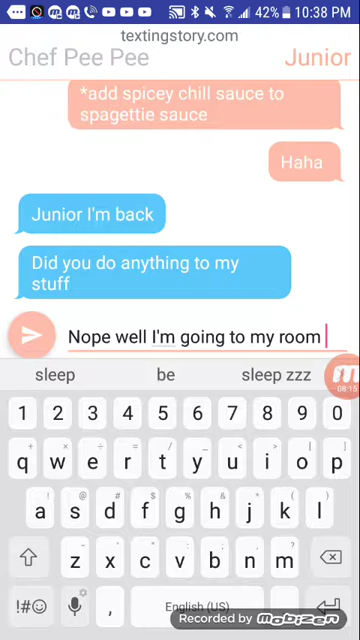 42% 10:38 PM
textingstory.com
Chef Pee Pee Junior
*add spicey chill sauce to
spagettie sauce
Haha
Junior I'm back
Did you do anything to my
stuff
Nope well I'm going to my room
sleep be sleep zzz
08:15
1 2 3 4 5 6 7 8 9 0
q w e r t y u i o p
a s d f g h j k l
z x c v b n m
!#☺ , English (US)
Recorded by Mobizen